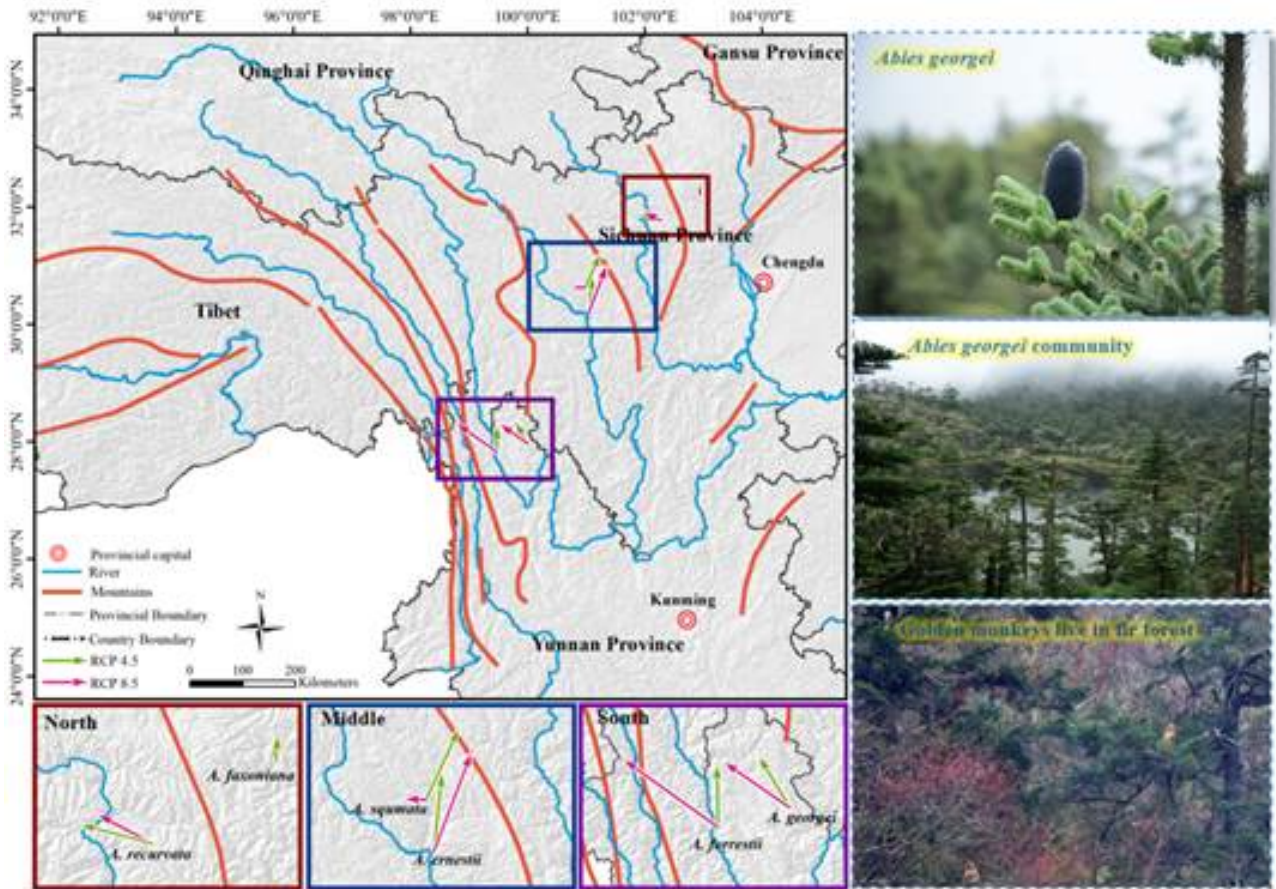 92°0'0"E 94°0'0"E 96°0'0"E 98°0'0"E 100°0'0"E 102°0'0"E 104°0'0"E
34°0'0"N
32°0'0"N
30°0'0"N
28°0'0"N
26°0'0"N
24°0'0"N
Gansu Province
Qinghai Province
Sichuan Province
Chengdu
Tibet
Kunming
Yunnan Province
Provincial capital
River
Mountains
Provincial Boundary
Country Boundary
RCP 4.5
RCP 8.5
N
0 100 200
Kilometers
North
A. faxoniana
A. recurvata
Middle
A. squmata
A. ernestii
South
A. georgei
A. forrestii
Abies georgei
Abies georgei community
Golden monkeys live in fir forest